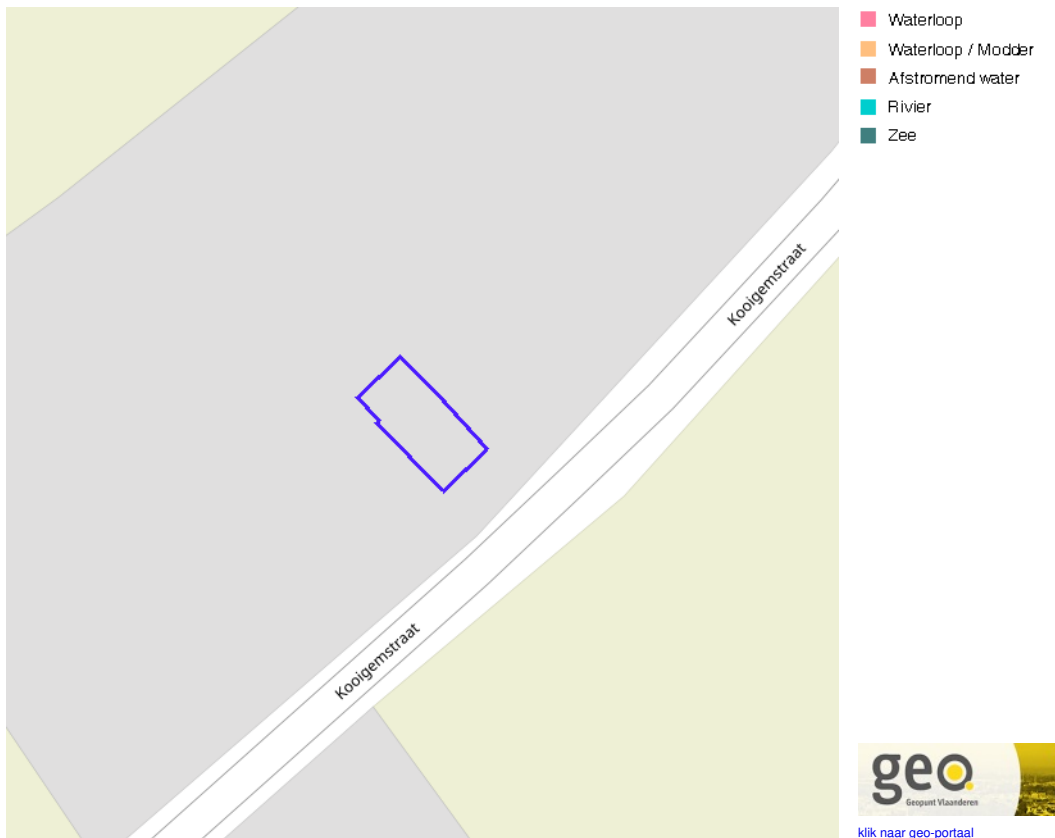 Waterloop
Waterloop / Modder
Afstromend water
Rivier
Zee
Kooigemstraat
Kooigemstraat
geo.
Geopunt Vlaanderen
klik naar geo-portaal